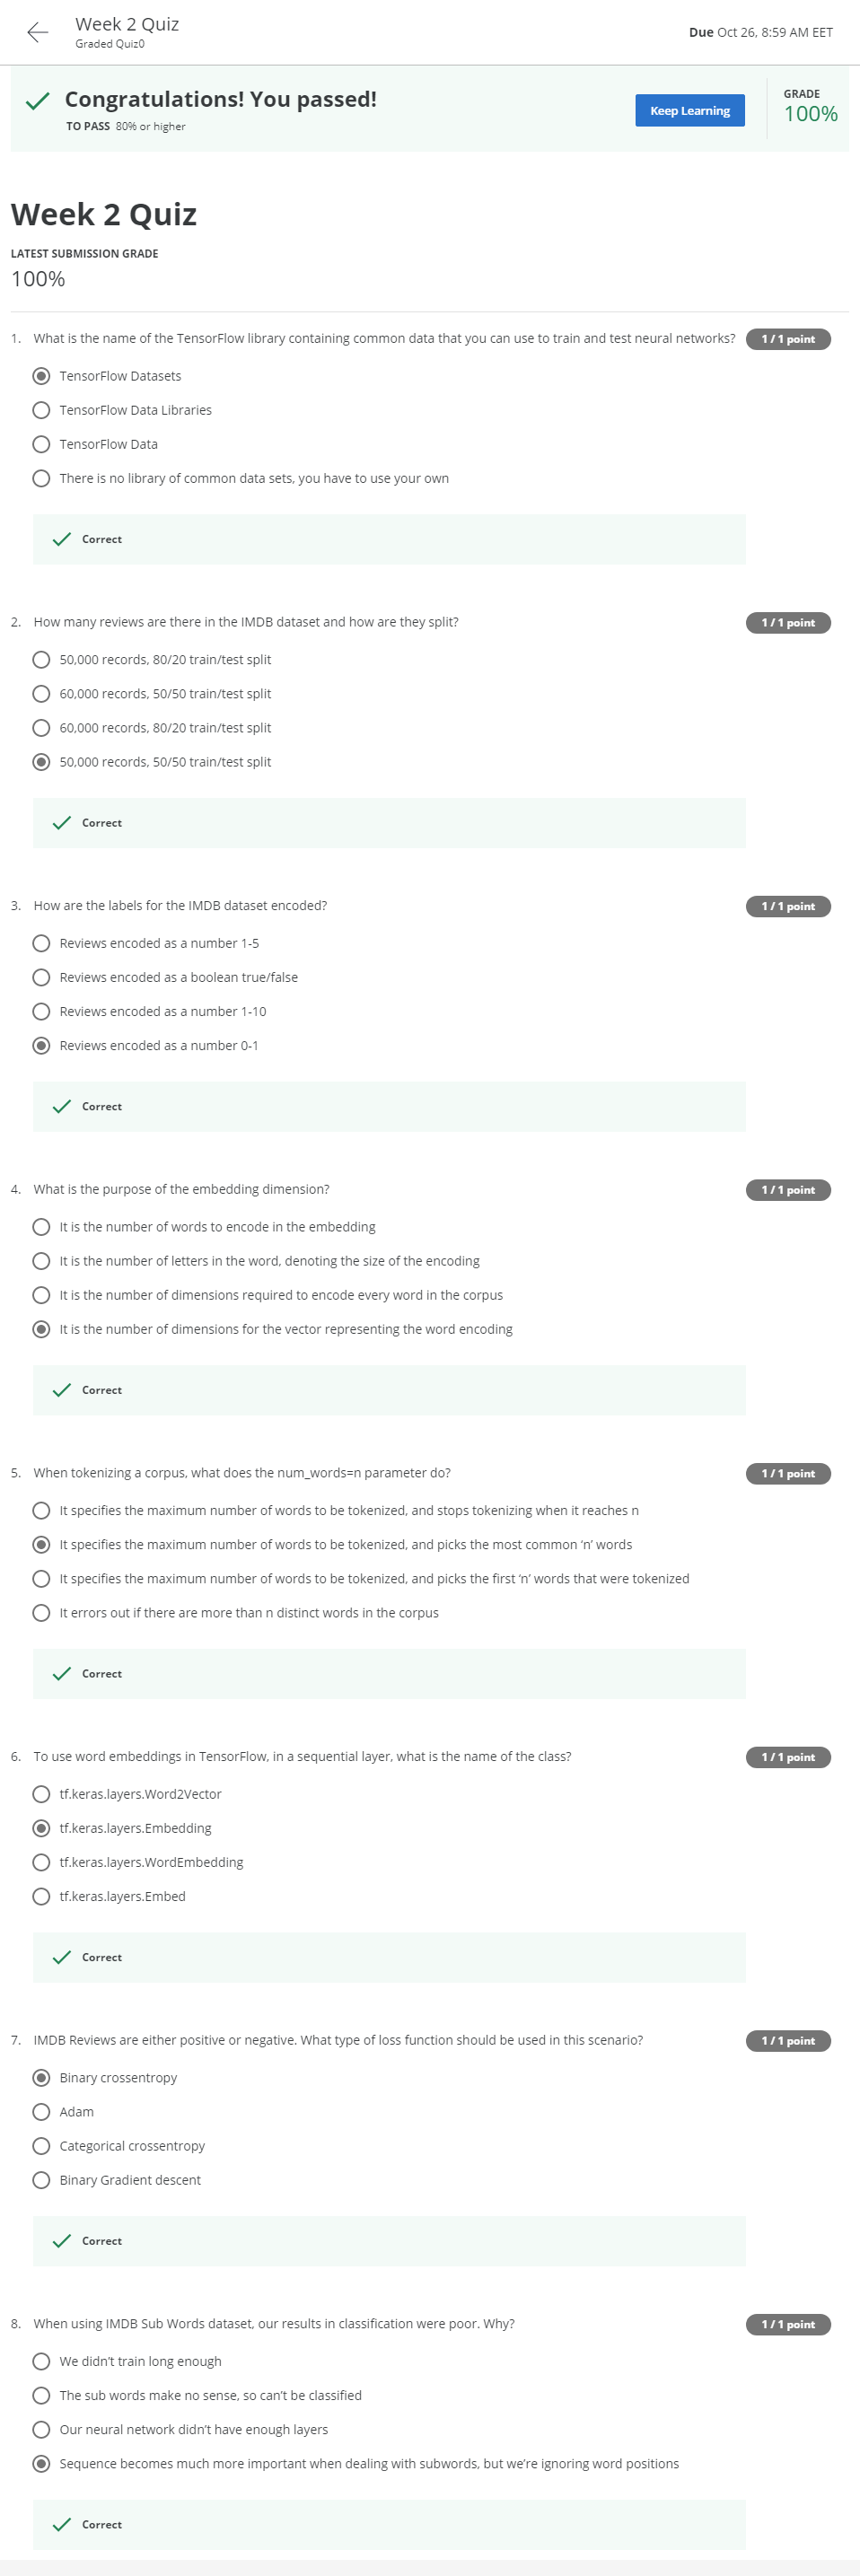 Week 2 Quiz
Graded Quiz0
Due Oct 26, 8:59 AM EET
Congratulations! You passed!
TO PASS 80% or higher
Keep Learning
GRADE
100%
Week 2 Quiz
LATEST SUBMISSION GRADE
100%
1. What is the name of the TensorFlow library containing common data that you can use to train and test neural networks?
1 / 1 point
TensorFlow Datasets
TensorFlow Data Libraries
TensorFlow Data
There is no library of common data sets, you have to use your own
Correct
2. How many reviews are there in the IMDB dataset and how are they split?
1 / 1 point
50,000 records, 80/20 train/test split
60,000 records, 50/50 train/test split
60,000 records, 80/20 train/test split
50,000 records, 50/50 train/test split
Correct
3. How are the labels for the IMDB dataset encoded?
1 / 1 point
Reviews encoded as a number 1-5
Reviews encoded as a boolean true/false
Reviews encoded as a number 1-10
Reviews encoded as a number 0-1
Correct
4. What is the purpose of the embedding dimension?
1 / 1 point
It is the number of words to encode in the embedding
It is the number of letters in the word, denoting the size of the encoding
It is the number of dimensions required to encode every word in the corpus
It is the number of dimensions for the vector representing the word encoding
Correct
5. When tokenizing a corpus, what does the num_words=n parameter do?
1 / 1 point
It specifies the maximum number of words to be tokenized, and stops tokenizing when it reaches n
It specifies the maximum number of words to be tokenized, and picks the most common ‘n’ words
It specifies the maximum number of words to be tokenized, and picks the first ‘n’ words that were tokenized
It errors out if there are more than n distinct words in the corpus
Correct
6. To use word embeddings in TensorFlow, in a sequential layer, what is the name of the class?
1 / 1 point
tf.keras.layers.Word2Vector
tf.keras.layers.Embedding
tf.keras.layers.WordEmbedding
tf.keras.layers.Embed
Correct
7. IMDB Reviews are either positive or negative. What type of loss function should be used in this scenario?
1 / 1 point
Binary crossentropy
Adam
Categorical crossentropy
Binary Gradient descent
Correct
8. When using IMDB Sub Words dataset, our results in classification were poor. Why?
1 / 1 point
We didn't train long enough
The sub words make no sense, so can't be classified
Our neural network didn't have enough layers
Sequence becomes much more important when dealing with subwords, but we're ignoring word positions
Correct